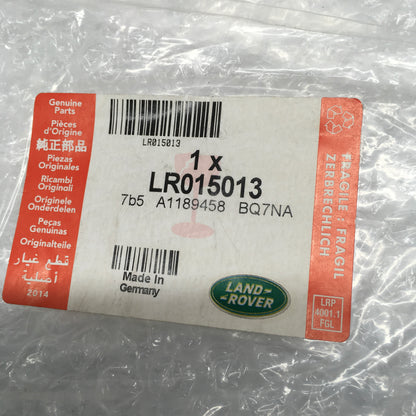 Genuine
Parts
Pièces
d'Origine
純正部品
Piezas
Originales
Ricambi
Originoli
Originele
Onderdelen
Peças
Genuinas
Originalteile
قطع غيار
أصلية
2014
LR015013
1 x
LR015013
7b5 A1189458 BQ7NA
Made In
Germany
LAND
ROVER
FRAGILE : FRAGIL
ZERBRECHLICH
LRP
4001.1
FGL